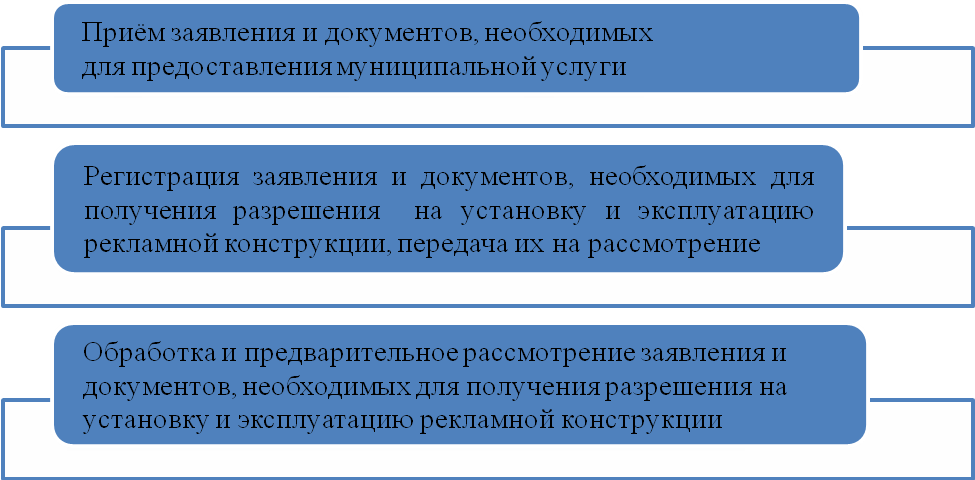 Приём заявления и документов, необходимых
для предоставления муниципальной услуги
Регистрация заявления и документов, необходимых для
получения разрешения на установку и эксплуатацию
рекламной конструкции, передача их на рассмотрение
Обработка и предварительное рассмотрение заявления и
документов, необходимых для получения разрешения на
установку и эксплуатацию рекламной конструкции